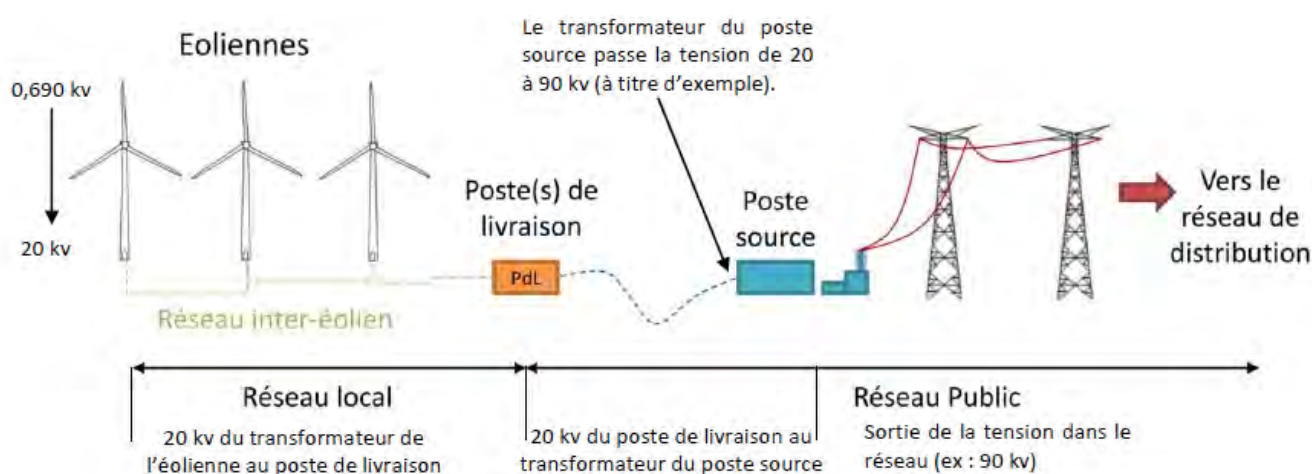 Eoliennes
0,690 kv
20 kv
Le transformateur du poste
source passe la tension de 20
à 90 kv (à titre d'exemple).
Poste(s) de
livraison
PdL
Poste
source
Vers le
réseau de
distribution
Réseau inter-éolien
Réseau local
20 kv du transformateur de
l'éolienne au poste de livraison
20 kv du poste de livraison au
transformateur du poste source
Réseau Public
Sortie de la tension dans le
réseau (ex : 90 kv)